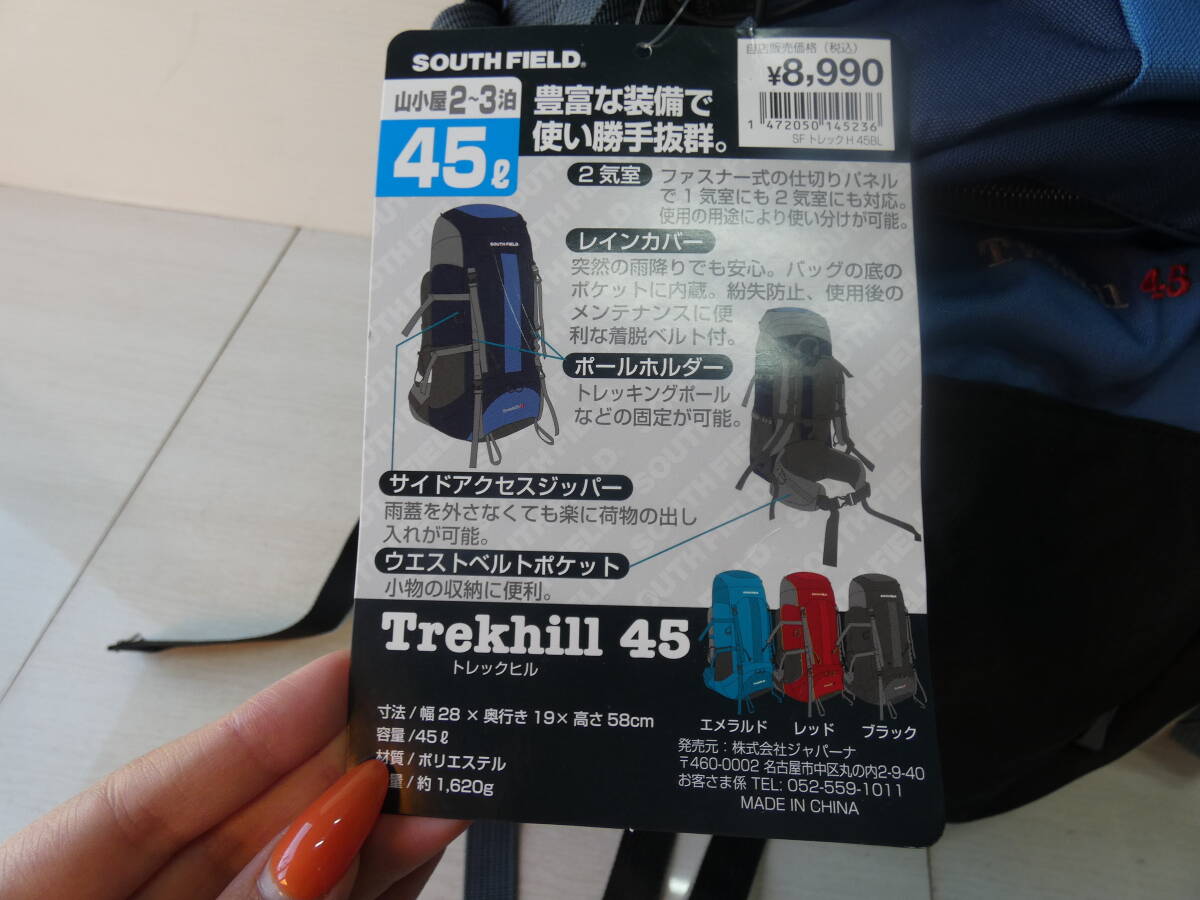 SOUTH FIELD®
山小屋2~3泊
45ℓ
豊富な装備で
使い勝手抜群。
自店販売価格(税込)
¥8,990
1 472050 145236
SF トレック H 45BL
2気室
ファスナー式の仕切りパネル
で1気室にも2気室にも対応。
使用の用途により使い分けが可能。
レインカバー
突然の雨降りでも安心。バッグの底の
ポケットに内蔵。紛失防止、使用後の
メンテナンスに便
利な着脱ベルト付。
ポールホルダー
トレッキングポール
などの固定が可能。
SOUTH FIELD
サイドアクセスジッパー
雨蓋を外さなくても楽に荷物の出し
入れが可能。
ウエストベルトポケット
小物の収納に便利。
Trekhill 45
トレックヒル
エメラルド レッド ブラック
寸法/幅28×奥行き19×高さ58cm
容量/45ℓ
材質/ポリエステル
量/約1,620g
発売元:株式会社ジャパーナ
〒460-0002 名古屋市中区丸の内2-9-40
お客さま係 TEL: 052-559-1011
MADE IN CHINA
45